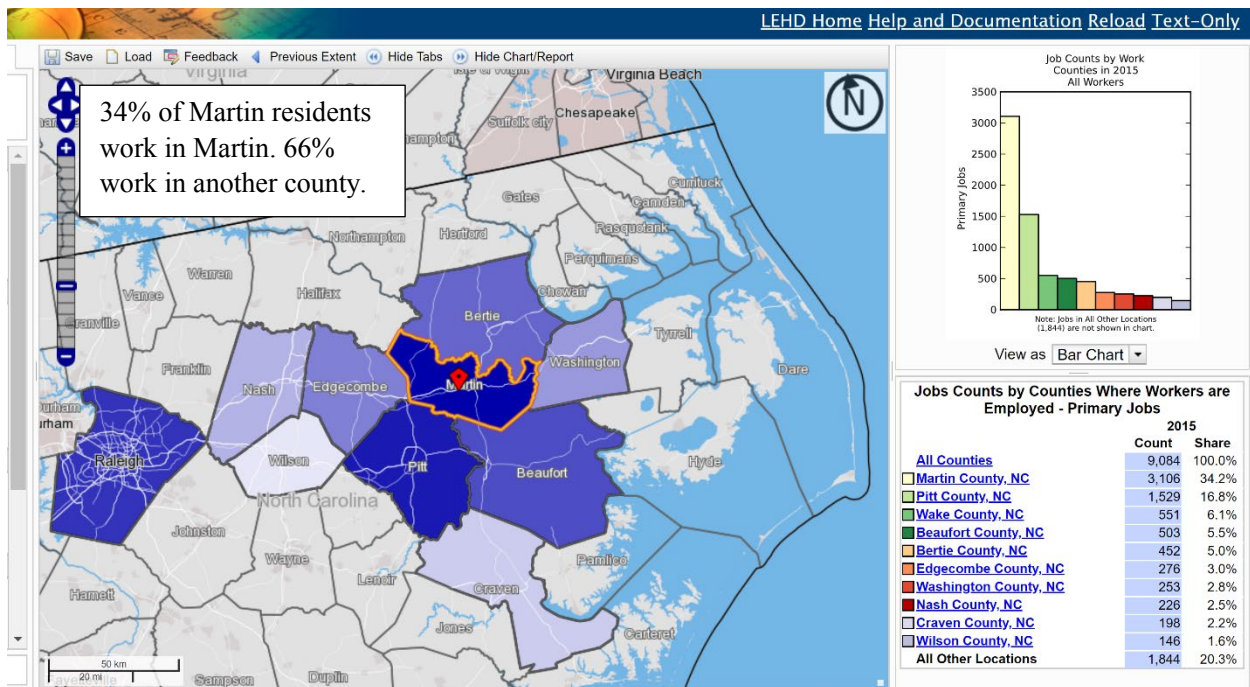 LEHD Home Help and Documentation Reload Text-Only
Save Load Feedback Previous Extent Hide Tabs Hide Chart/Report
34% of Martin residents
work in Martin. 66%
work in another county.
Virginia
Virginia Beach
Suffolk city
Chesapeake
N
Currituck
Gates
Camden
Pasquotank
Northampton
Hertford
Perquimans
Warren
Chowan
Vance
Halifax
Granville
Bertie
Tyrrell
Washington
Dare
Franklin
Nash
Edgecombe
Martin
Durham
Raleigh
Wilson
Pitt
Beaufort
Hyde
North Carolina
Johnston
Wayne
Pamlico
Lenoir
Craven
Harnett
Jones
Carteret
50 km
20 mi
Sampson
Duplin
Job Counts by Work
Counties in 2015
All Workers
Primary Jobs
3500
3000
2500
2000
1500
1000
500
0
Note: Jobs in All Other Locations
(1,844) are not shown in chart.
View as Bar Chart
Jobs Counts by Counties Where Workers are
Employed - Primary Jobs
2015
Count Share
All Counties 9,084 100.0%
Martin County, NC 3,106 34.2%
Pitt County, NC 1,529 16.8%
Wake County, NC 551 6.1%
Beaufort County, NC 503 5.5%
Bertie County, NC 452 5.0%
Edgecombe County, NC 276 3.0%
Washington County, NC 253 2.8%
Nash County, NC 226 2.5%
Craven County, NC 198 2.2%
Wilson County, NC 146 1.6%
All Other Locations 1,844 20.3%